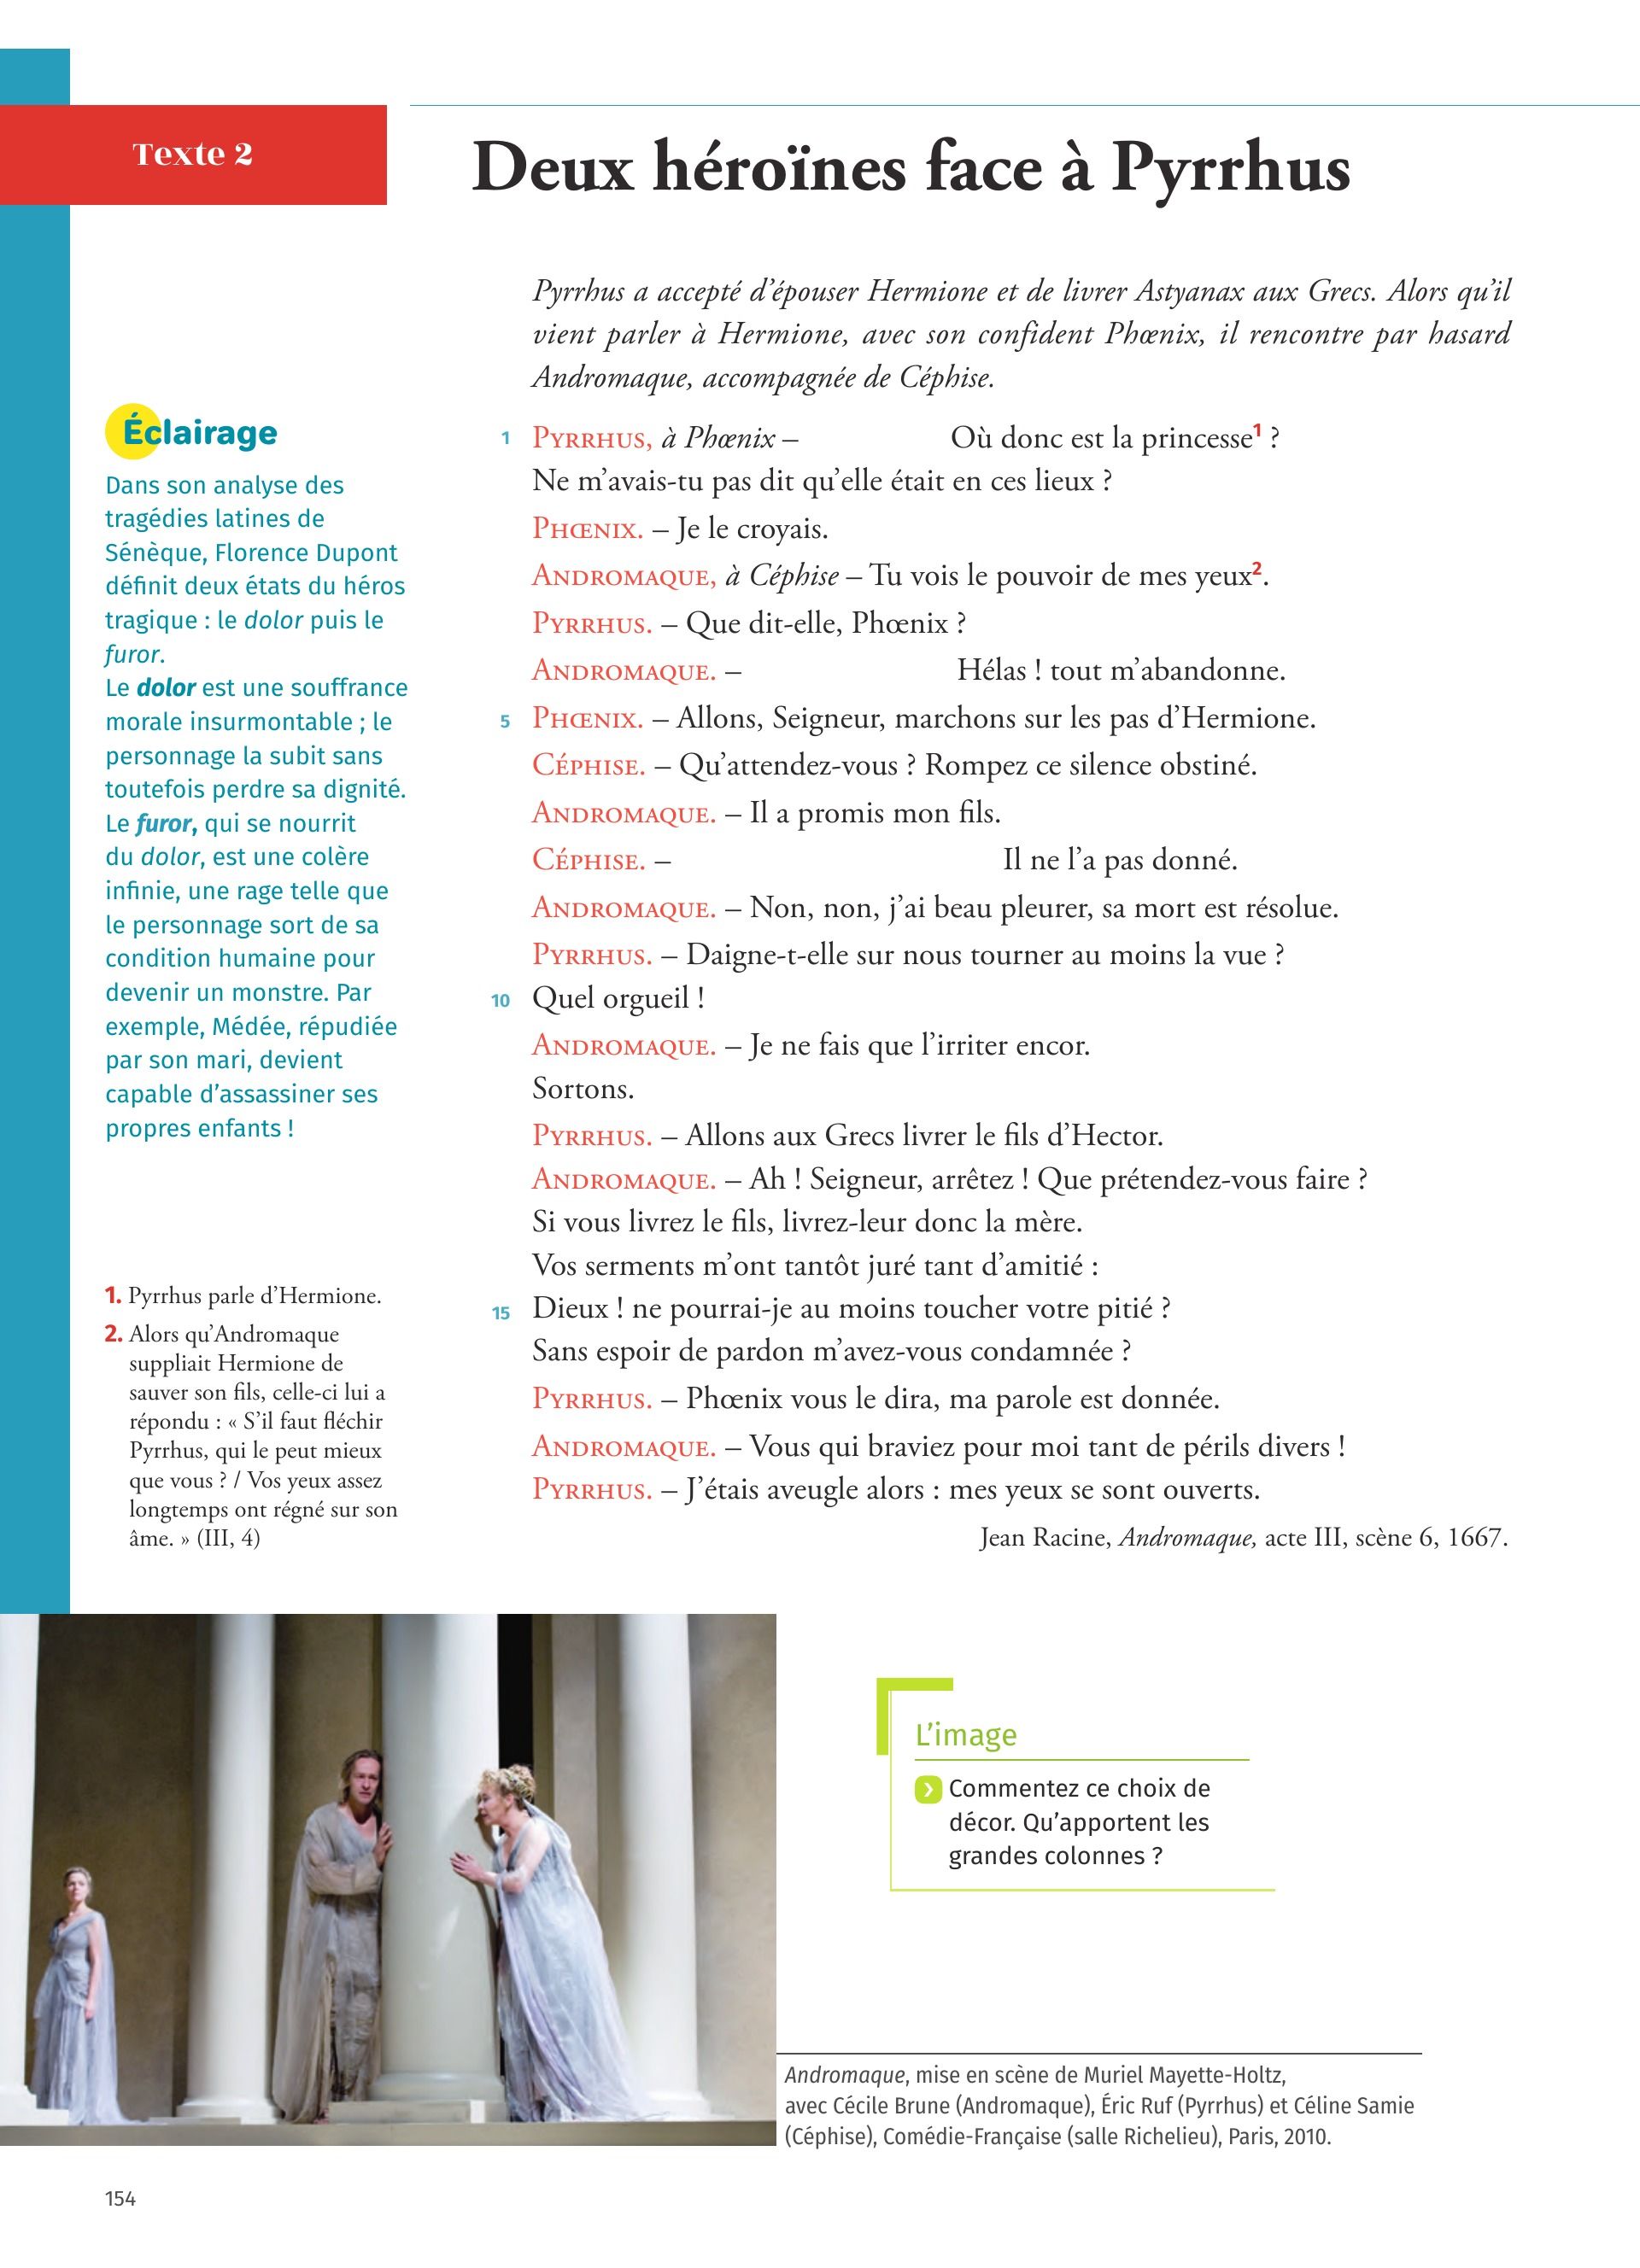 Texte 2
Deux héroïnes face à Pyrrhus
Pyrrhus a accepté d'épouser Hermione et de livrer Astyanax aux Grecs. Alors qu'il
vient parler à Hermione, avec son confident Phœnix, il rencontre par hasard
Andromaque, accompagnée de Céphise.
Éclairage
Dans son analyse des
tragédies latines de
Sénèque, Florence Dupont
définit deux états du héros
tragique : le dolor puis le
furor.
Le dolor est une souffrance
morale insurmontable ; le
personnage la subit sans
toutefois perdre sa dignité.
Le furor, qui se nourrit
du dolor, est une colère
infinie, une rage telle que
le personnage sort de sa
condition humaine pour
devenir un monstre. Par
exemple, Médée, répudiée
par son mari, devient
capable d'assassiner ses
propres enfants !
1 PYRRHUS, à Phœnix – Où donc est la princesse1 ?
Ne m'avais-tu pas dit qu'elle était en ces lieux ?
PHŒNIX. – Je le croyais.
ANDROMAQUE, à Céphise – Tu vois le pouvoir de mes yeux2.
PYRRHUS. – Que dit-elle, Phœnix ?
ANDROMAQUE. – Hélas ! tout m'abandonne.
5 PHŒNIX. – Allons, Seigneur, marchons sur les pas d'Hermione.
CÉPHISE. – Qu'attendez-vous ? Rompez ce silence obstiné.
ANDROMAQUE. – Il a promis mon fils.
CÉPHISE. – Il ne l'a pas donné.
ANDROMAQUE. – Non, non, j'ai beau pleurer, sa mort est résolue.
PYRRHUS. – Daigne-t-elle sur nous tourner au moins la vue ?
10 Quel orgueil !
ANDROMAQUE. – Je ne fais que l'irriter encor.
Sortons.
PYRRHUS. – Allons aux Grecs livrer le fils d'Hector.
ANDROMAQUE. – Ah ! Seigneur, arrêtez ! Que prétendez-vous faire ?
Si vous livrez le fils, livrez-leur donc la mère.
Vos serments m'ont tantôt juré tant d'amitié :
15 Dieux ! ne pourrai-je au moins toucher votre pitié ?
Sans espoir de pardon m'avez-vous condamnée ?
PYRRHUS. – Phœnix vous le dira, ma parole est donnée.
ANDROMAQUE. – Vous qui braviez pour moi tant de périls divers !
PYRRHUS. – J'étais aveugle alors : mes yeux se sont ouverts.
Jean Racine, Andromaque, acte III, scène 6, 1667.
1. Pyrrhus parle d'Hermione.
2. Alors qu'Andromaque
suppliait Hermione de
sauver son fils, celle-ci lui a
répondu : « S'il faut fléchir
Pyrrhus, qui le peut mieux
que vous ? / Vos yeux assez
longtemps ont régné sur son
âme. » (III, 4)
L'image
Commentez ce choix de
décor. Qu'apportent les
grandes colonnes ?
Andromaque, mise en scène de Muriel Mayette-Holtz,
avec Cécile Brune (Andromaque), Éric Ruf (Pyrrhus) et Céline Samie
(Céphise), Comédie-Française (salle Richelieu), Paris, 2010.
154